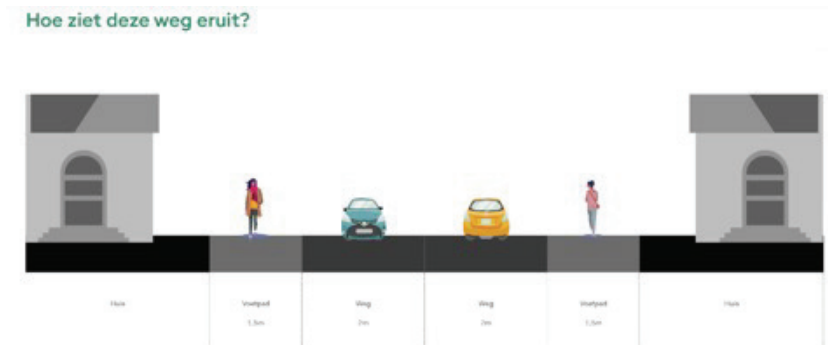 Hoe ziet deze weg eruit?
Huis
Voetpad
Weg
Weg
Voetpad
Huis
1,5m
2m
2m
1,5m